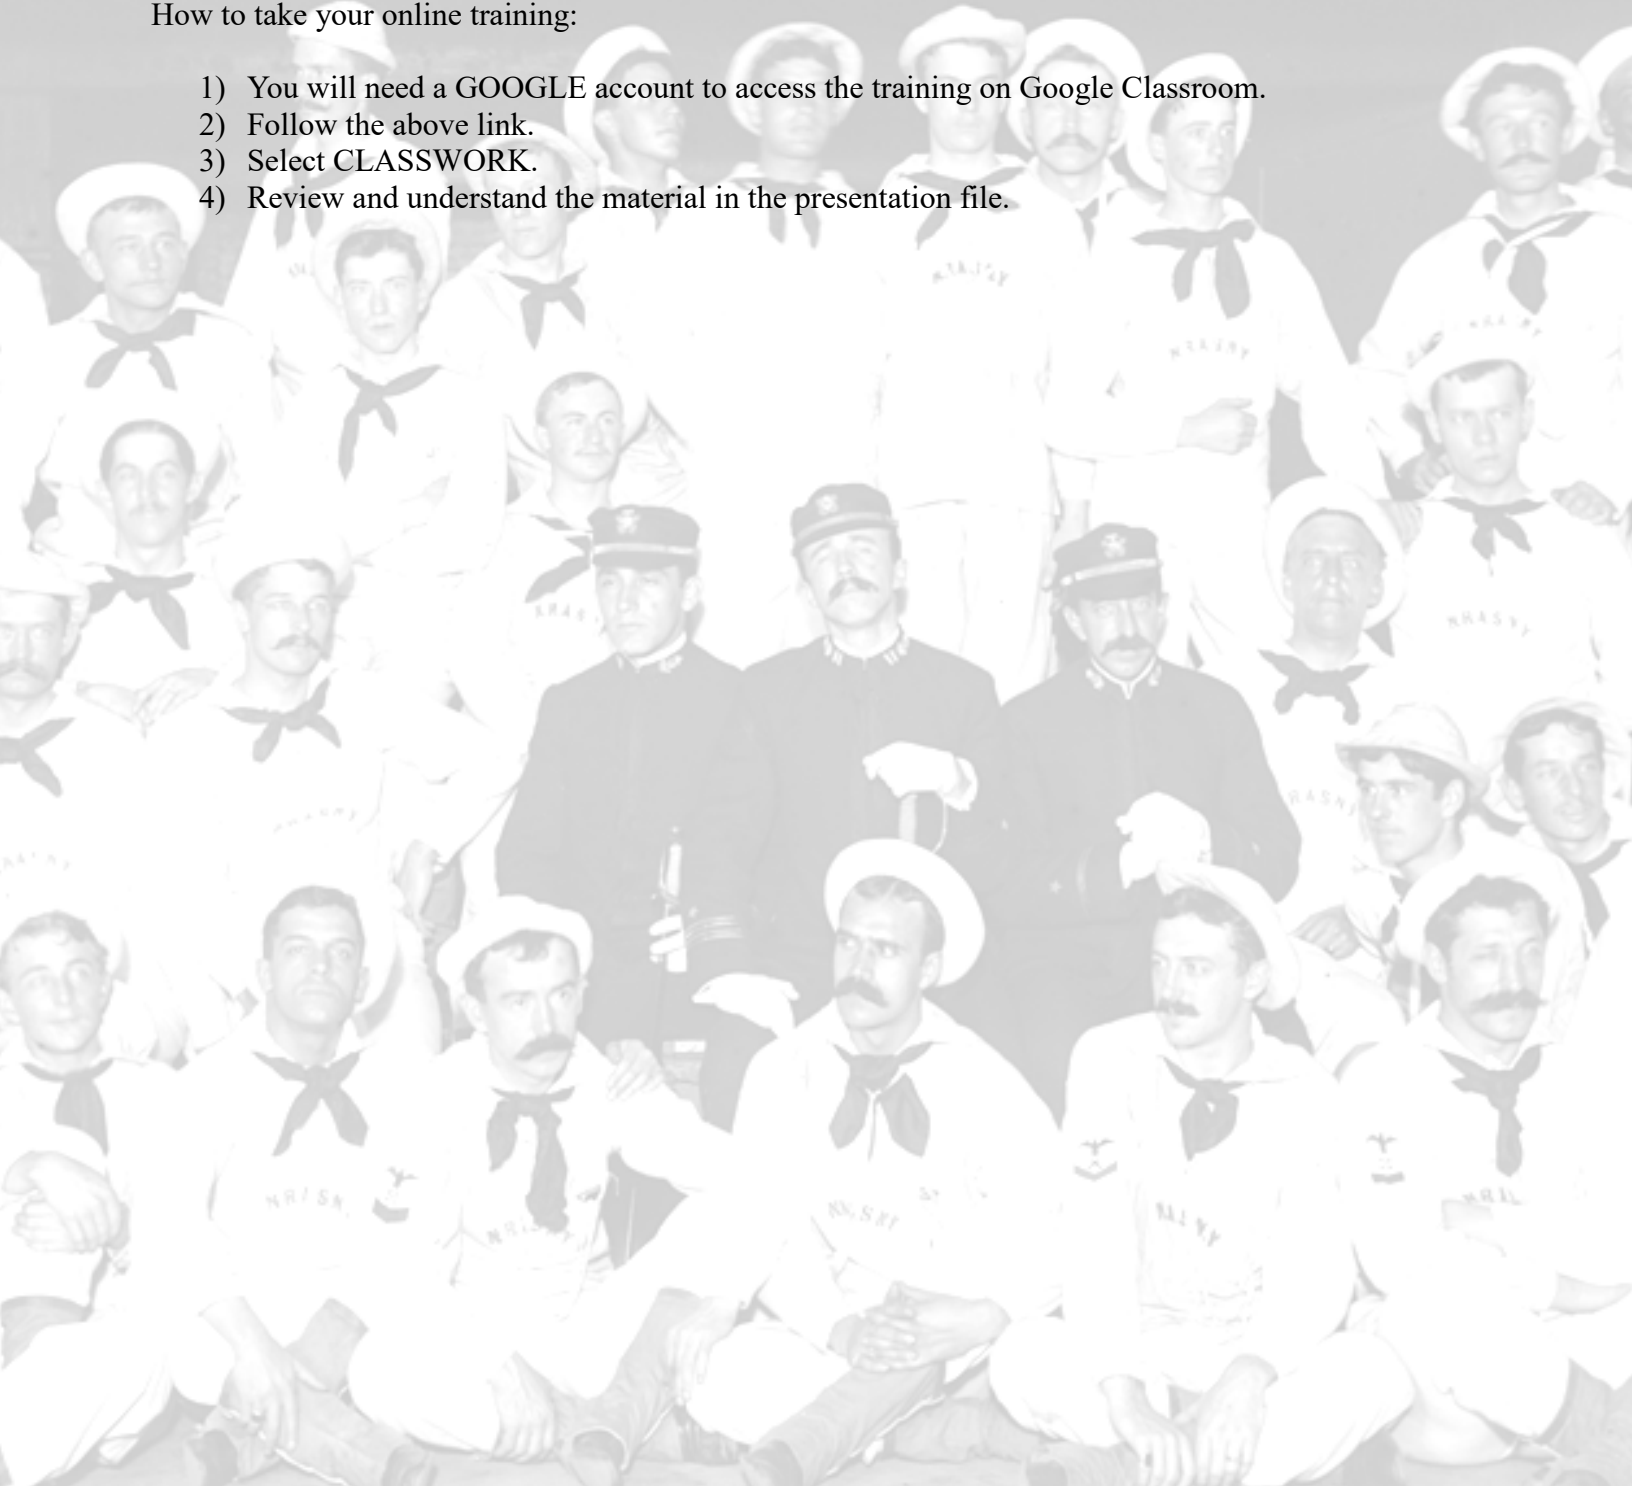 How to take your online training:
1) You will need a GOOGLE account to access the training on Google Classroom.
2) Follow the above link.
3) Select CLASSWORK.
4) Review and understand the material in the presentation file.